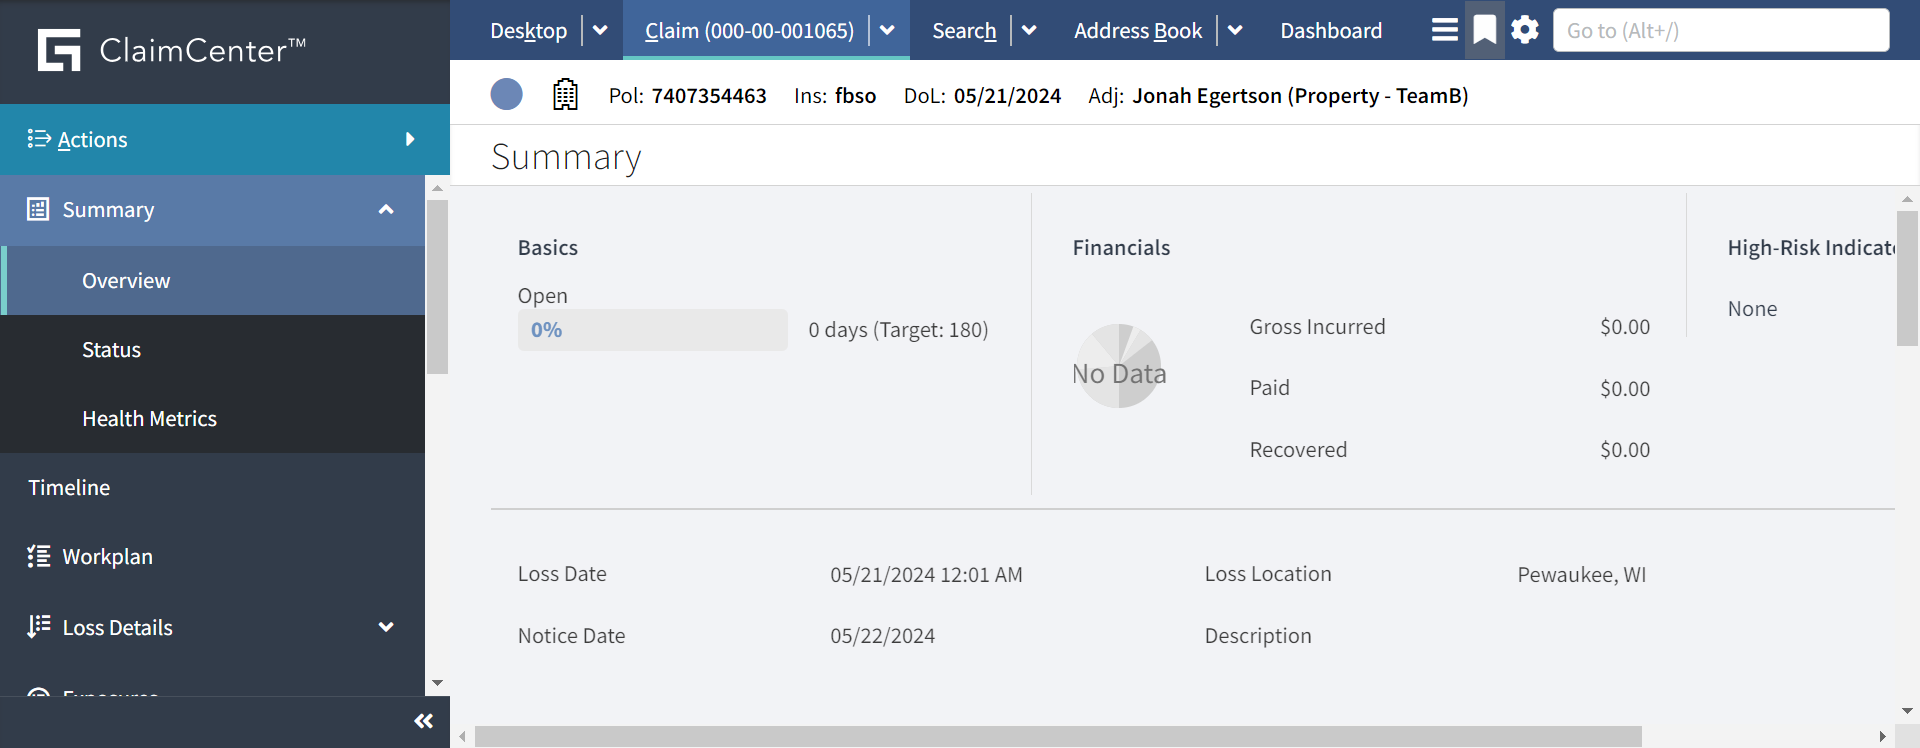 ClaimCenter™
Desktop
Claim (000-00-001065)
Search
Address Book
Dashboard
Go to (Alt+/)
Pol: 7407354463 Ins: fbso DoL: 05/21/2024 Adj: Jonah Egertson (Property - TeamB)
Actions
Summary
Overview
Status
Health Metrics
Timeline
Workplan
Loss Details
Summary
Basics
Open
0%
0 days (Target: 180)
Financials
No Data
Gross Incurred $0.00
Paid $0.00
Recovered $0.00
High-Risk Indicat
None
Loss Date 05/21/2024 12:01 AM
Loss Location Pewaukee, WI
Notice Date 05/22/2024
Description